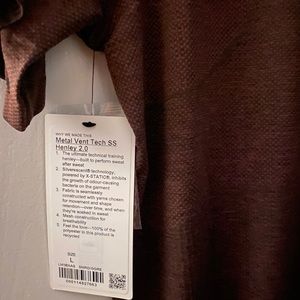 WHY WE MADE THIS
Metal Vent Tech SS
Henley 2.0
1. The ultimate technical training
henley—built to perform sweat
after sweat
2. Silverescent® technology,
powered by X-STATIC®, inhibits
the growth of odour-causing
bacteria on the garment
3. Fabric is seamlessly
constructed with yarns chosen
for movement and shape
retention—over time, and when
they're soaked in sweat
4. Mesh construction for
breathability
5. Feel the love—100% of the
polyester in this product is
recycled
SIZE
L